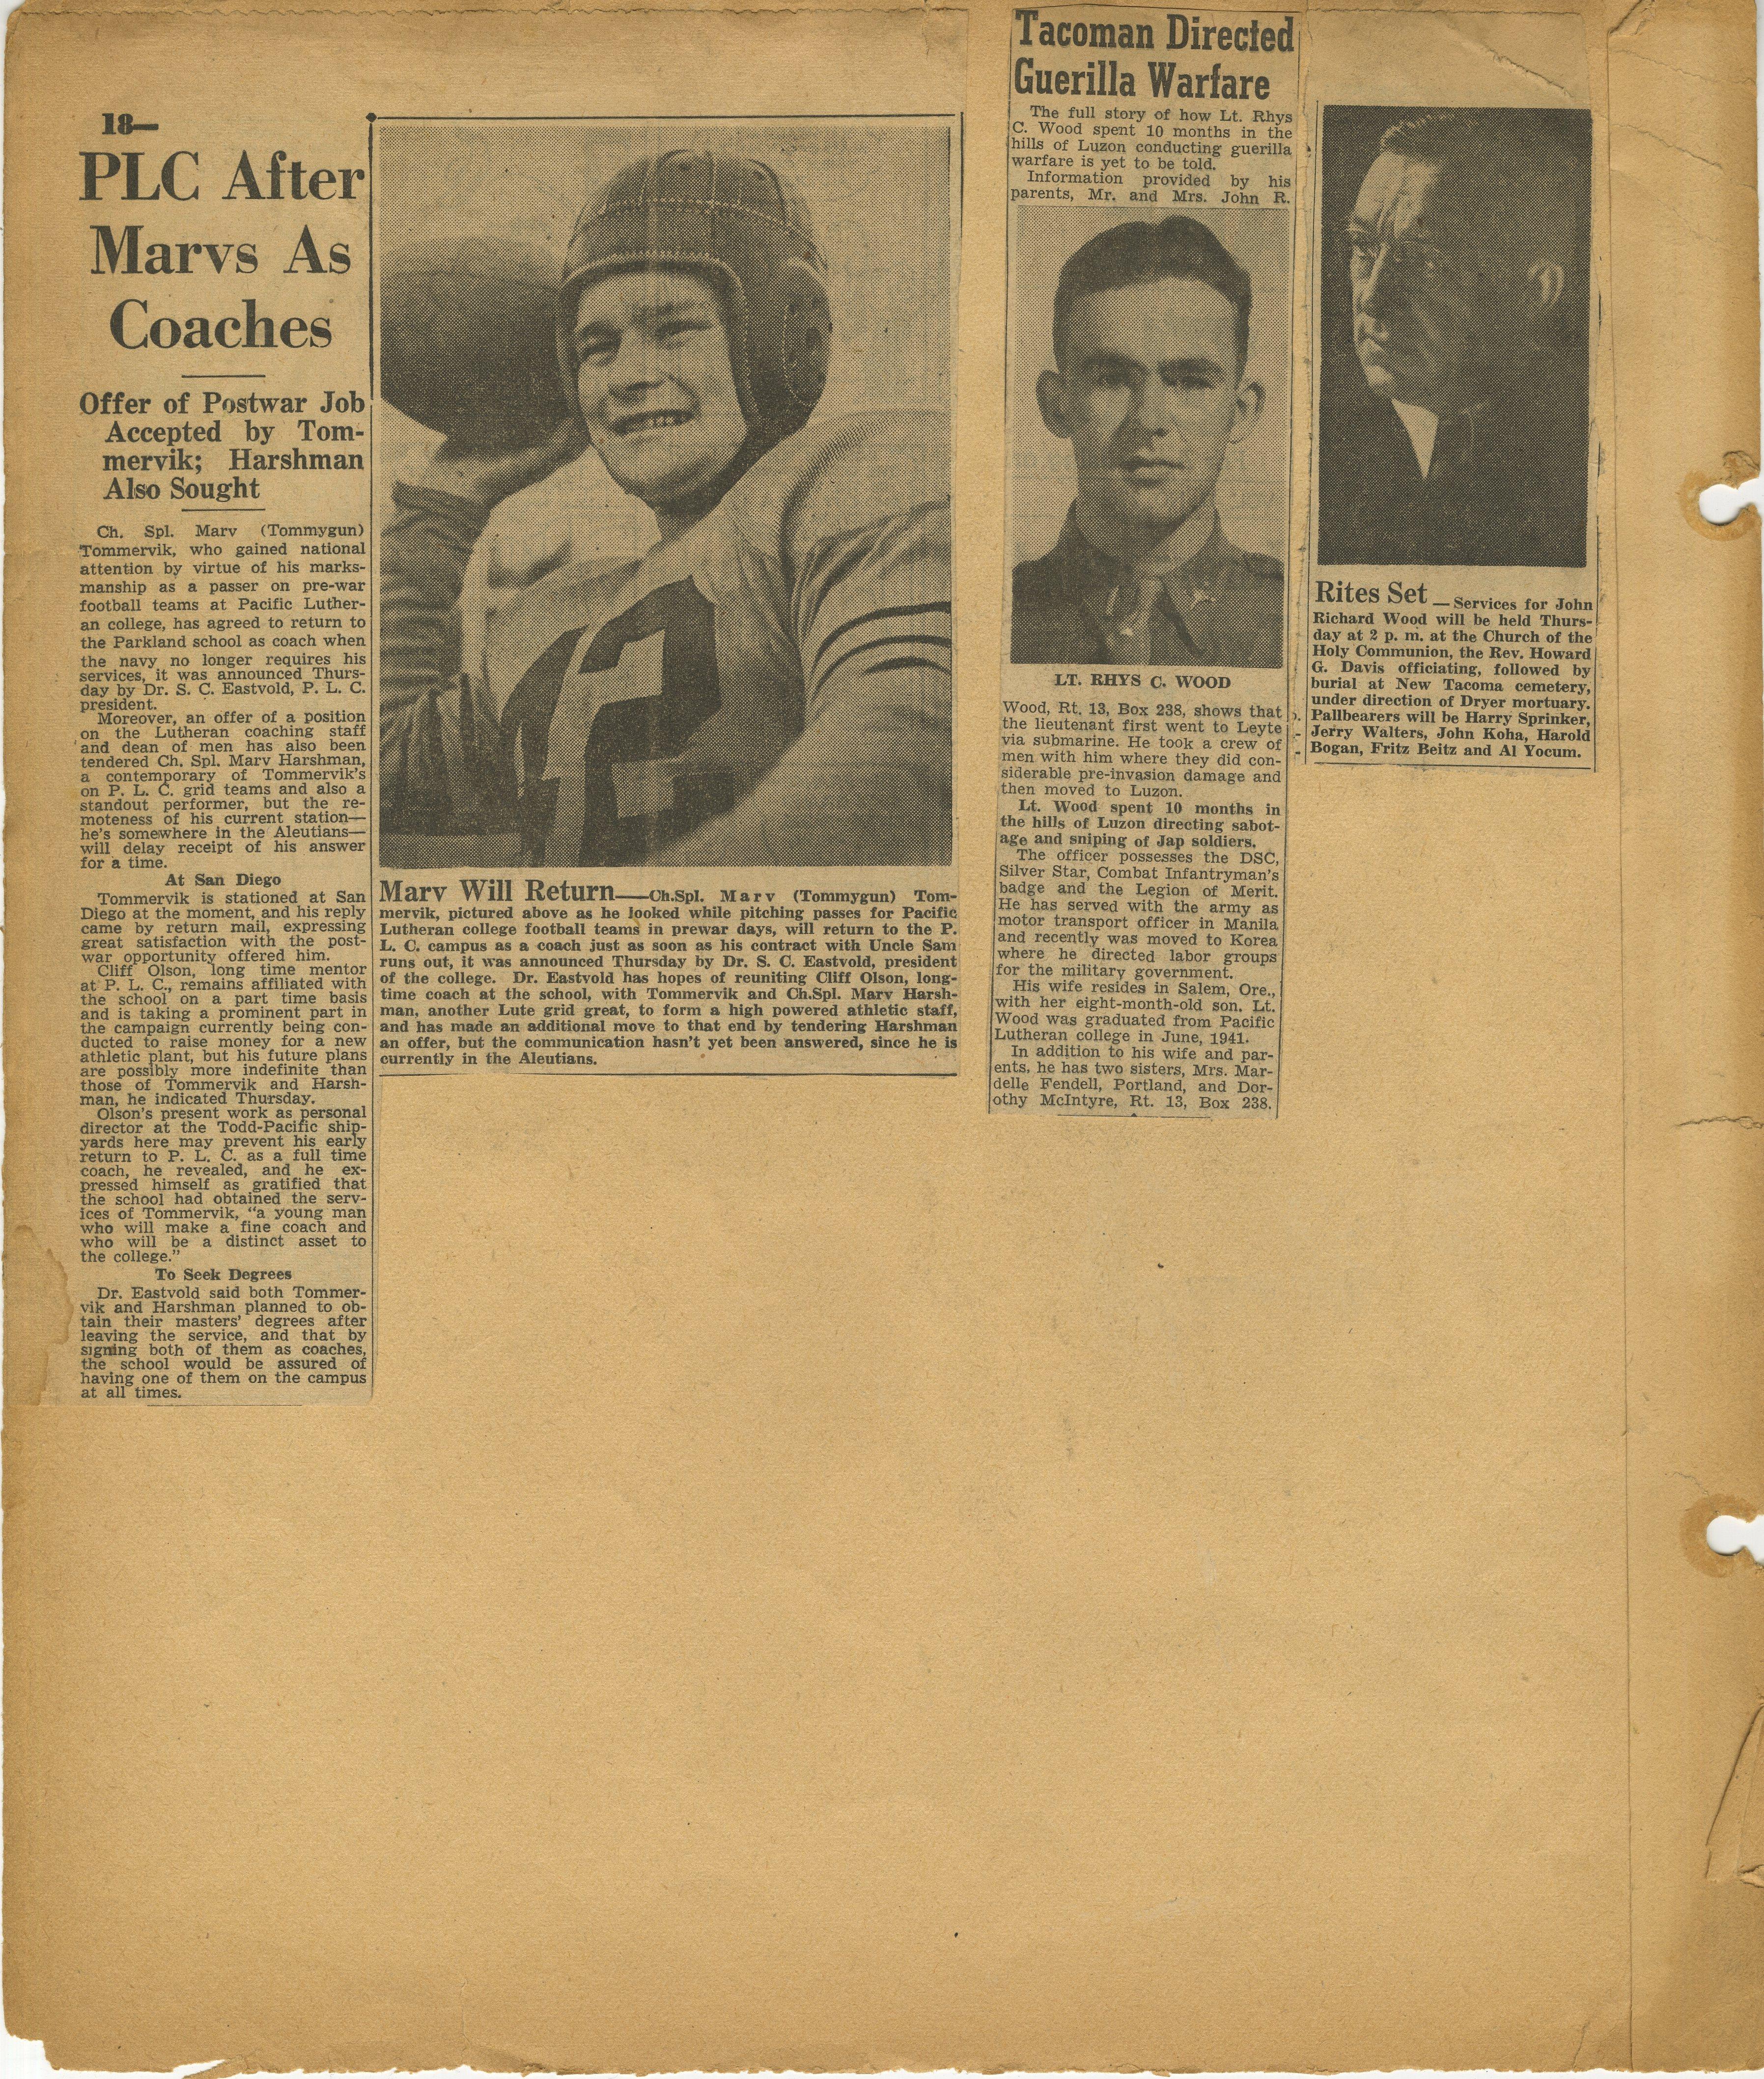 18—
PLC After
Marvs As
Coaches
Offer of Postwar Job
Accepted by Tom-
mervik; Harshman
Also Sought
Ch. Spl. Marv (Tommygun)
Tommervik, who gained national
attention by virtue of his marks-
manship as a passer on pre-war
football teams at Pacific Luther-
an college, has agreed to return to
the Parkland school as coach when
the navy no longer requires his
services, it was announced Thurs-
day by Dr. S. C. Eastvold, P. L. C.
president.
Moreover, an offer of a position
on the Lutheran coaching staff
and dean of men has also been
tendered Ch. Spl. Marv Harshman,
a contemporary of Tommervik's
on P. L. C. grid teams and also a
standout performer, but the re-
moteness of his current station—
he's somewhere in the Aleutians—
will delay receipt of his answer
for a time.
At San Diego
Tommervik is stationed at San
Diego at the moment, and his reply
came by return mail, expressing
great satisfaction with the post-
war opportunity offered him.
Cliff Olson, long time mentor
at P. L. C., remains affiliated with
the school on a part time basis
and is taking a prominent part in
the campaign currently being con-
ducted to raise money for a new
athletic plant, but his future plans
are possibly more indefinite than
those of Tommervik and Harsh-
man, he indicated Thursday.
Olson's present work as personal
director at the Todd-Pacific ship-
yards here may prevent his early
return to P. L. C. as a full time
coach, he revealed, and he ex-
pressed himself as gratified that
the school had obtained the serv-
ices of Tommervik, "a young man
who will make a fine coach and
who will be a distinct asset to
the college."
To Seek Degrees
Dr. Eastvold said both Tommer-
vik and Harshman planned to ob-
tain their masters' degrees after
leaving the service, and that by
signing both of them as coaches,
the school would be assured of
having one of them on the campus
at all times.
Marv Will Return—Ch.Spl. Marv (Tommygun) Tom-
mervik, pictured above as he looked while pitching passes for Pacific
Lutheran college football teams in prewar days, will return to the P.
L. C. campus as a coach just as soon as his contract with Uncle Sam
runs out, it was announced Thursday by Dr. S. C. Eastvold, president
of the college. Dr. Eastvold has hopes of reuniting Cliff Olson, long-
time coach at the school, with Tommervik and Ch.Spl. Marv Harsh-
man, another Lute grid great, to form a high powered athletic staff,
and has made an additional move to that end by tendering Harshman
an offer, but the communication hasn't yet been answered, since he is
currently in the Aleutians.
Tacoman Directed
Guerilla Warfare
The full story of how Lt. Rhys
C. Wood spent 10 months in the
hills of Luzon conducting guerilla
warfare is yet to be told.
Information provided by his
parents, Mr. and Mrs. John R.
LT. RHYS C. WOOD
Wood, Rt. 13, Box 238, shows that
the lieutenant first went to Leyte
via submarine. He took a crew of
men with him where they did con-
siderable pre-invasion damage and
then moved to Luzon.
Lt. Wood spent 10 months in
the hills of Luzon directing sabot-
age and sniping of Jap soldiers.
The officer possesses the DSC,
Silver Star, Combat Infantryman's
badge and the Legion of Merit.
He has served with the army as
motor transport officer in Manila
and recently was moved to Korea
where he directed labor groups
for the military government.
His wife resides in Salem, Ore.,
with her eight-month-old son. Lt.
Wood was graduated from Pacific
Lutheran college in June, 1941.
In addition to his wife and par-
ents, he has two sisters, Mrs. Mar-
delle Fendell, Portland, and Dor-
othy McIntyre, Rt. 13, Box 238.
Rites Set—Services for John
Richard Wood will be held Thurs-
day at 2 p. m. at the Church of the
Holy Communion, the Rev. Howard
G. Davis officiating, followed by
burial at New Tacoma cemetery,
under direction of Dryer mortuary.
Pallbearers will be Harry Sprinker,
Jerry Walters, John Koha, Harold
Bogan, Fritz Beitz and Al Yocum.